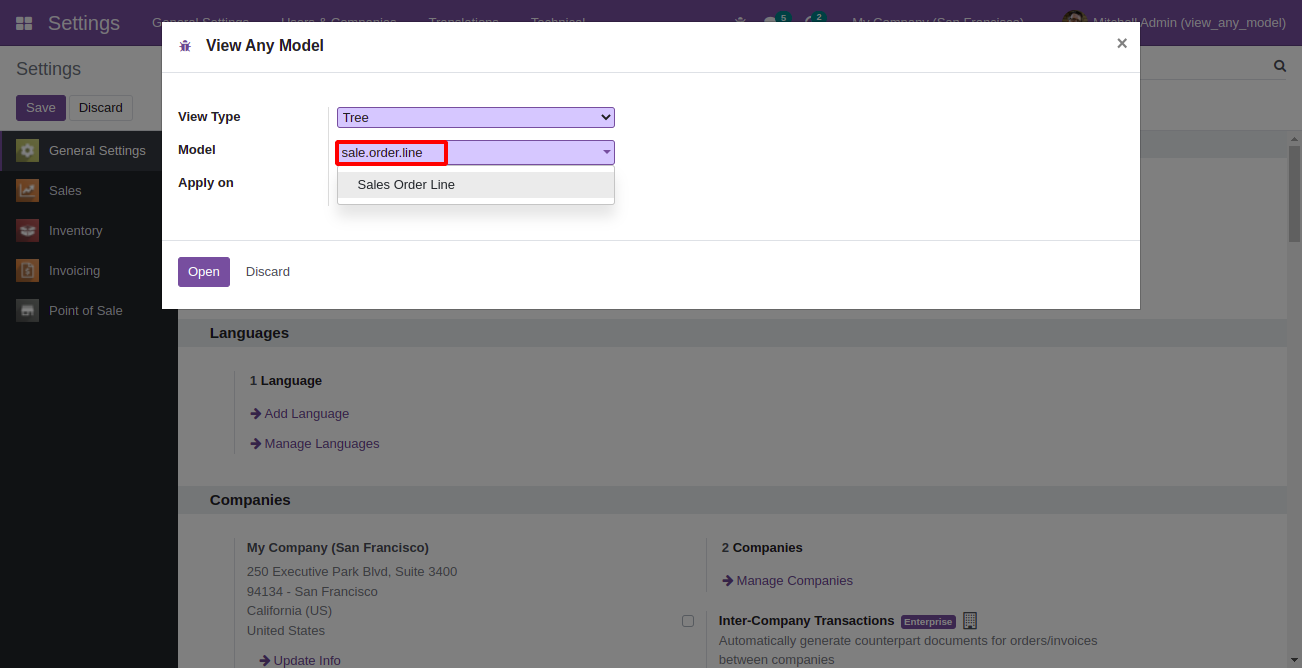 Settings
General Settings Users & Companies Translations Technical
5 2 My Company (San Francisco) Mitchell Admin (view_any_model)
View Any Model ×
Settings
Save Discard
View Type Tree
Model sale.order.line
Sales Order Line
Apply on
Open Discard
General Settings
Sales
Inventory
Invoicing
Point of Sale
Languages
1 Language
Add Language
Manage Languages
Companies
My Company (San Francisco)
250 Executive Park Blvd, Suite 3400
94134 - San Francisco
California (US)
United States
Update Info
2 Companies
Manage Companies
Inter-Company Transactions Enterprise
Automatically generate counterpart documents for orders/invoices
between companies